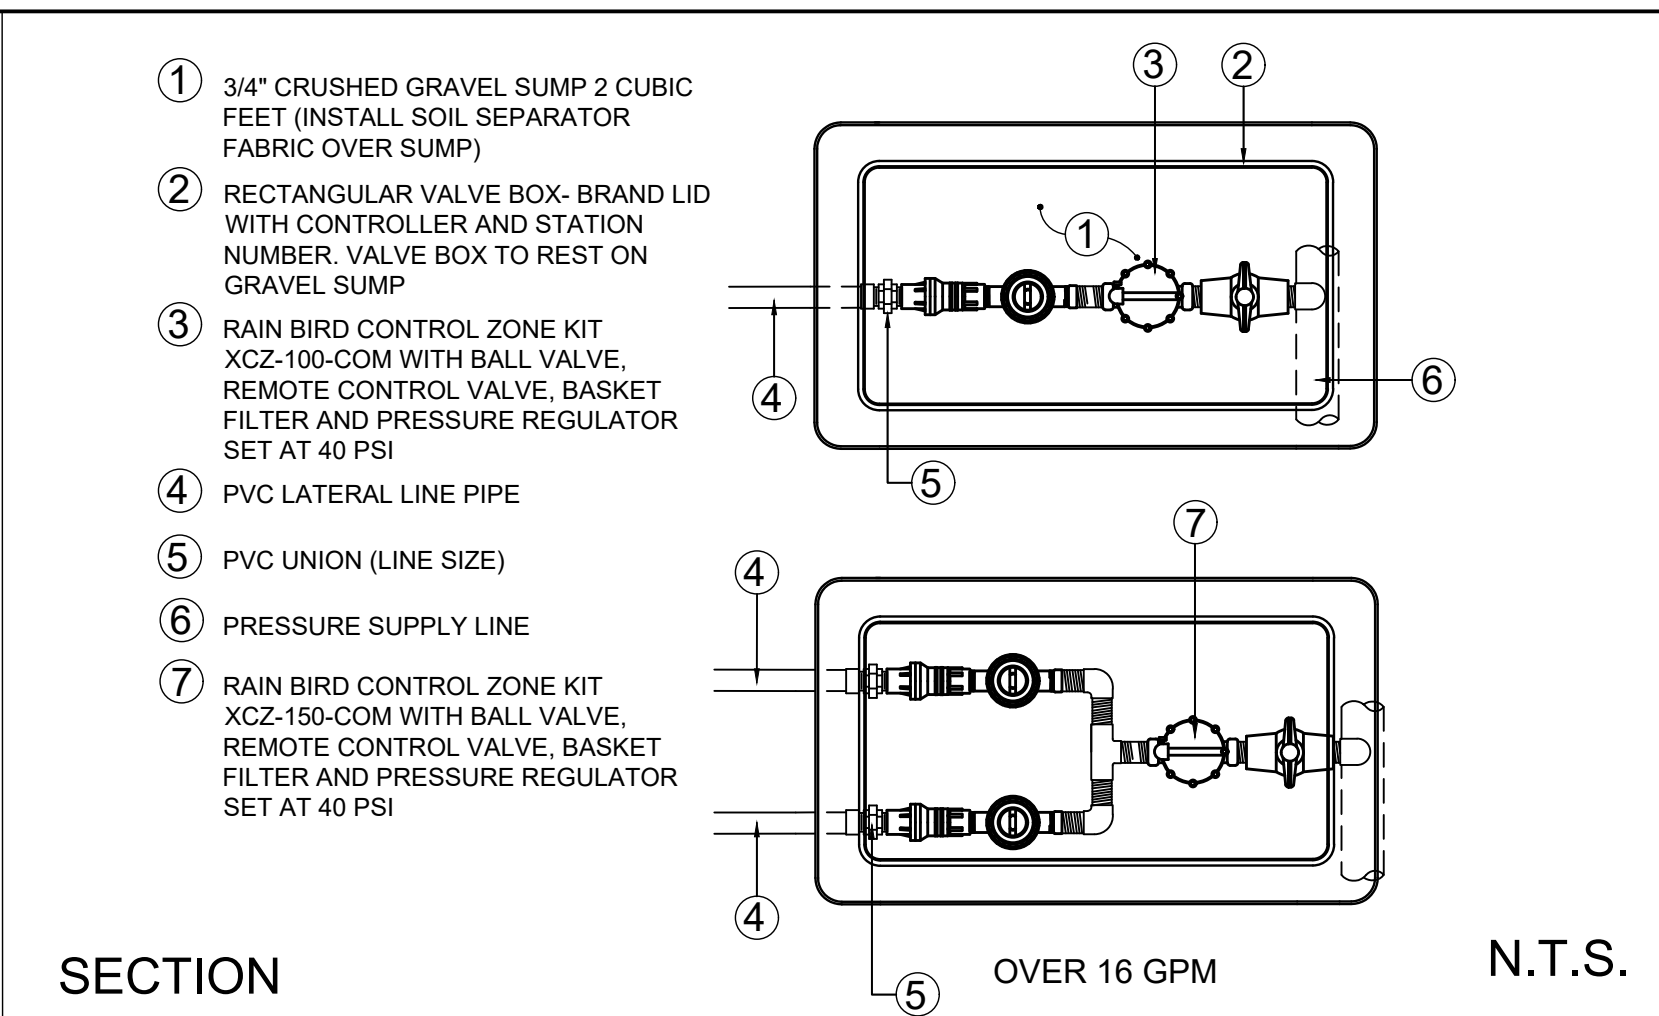 1 3/4" CRUSHED GRAVEL SUMP 2 CUBIC
FEET (INSTALL SOIL SEPARATOR
FABRIC OVER SUMP)
2 RECTANGULAR VALVE BOX- BRAND LID
WITH CONTROLLER AND STATION
NUMBER. VALVE BOX TO REST ON
GRAVEL SUMP
3 RAIN BIRD CONTROL ZONE KIT
XCZ-100-COM WITH BALL VALVE,
REMOTE CONTROL VALVE, BASKET
FILTER AND PRESSURE REGULATOR
SET AT 40 PSI
4 PVC LATERAL LINE PIPE
5 PVC UNION (LINE SIZE)
6 PRESSURE SUPPLY LINE
7 RAIN BIRD CONTROL ZONE KIT
XCZ-150-COM WITH BALL VALVE,
REMOTE CONTROL VALVE, BASKET
FILTER AND PRESSURE REGULATOR
SET AT 40 PSI
3 2
1
4
6
5
7
4
4
5
SECTION
OVER 16 GPM
N.T.S.